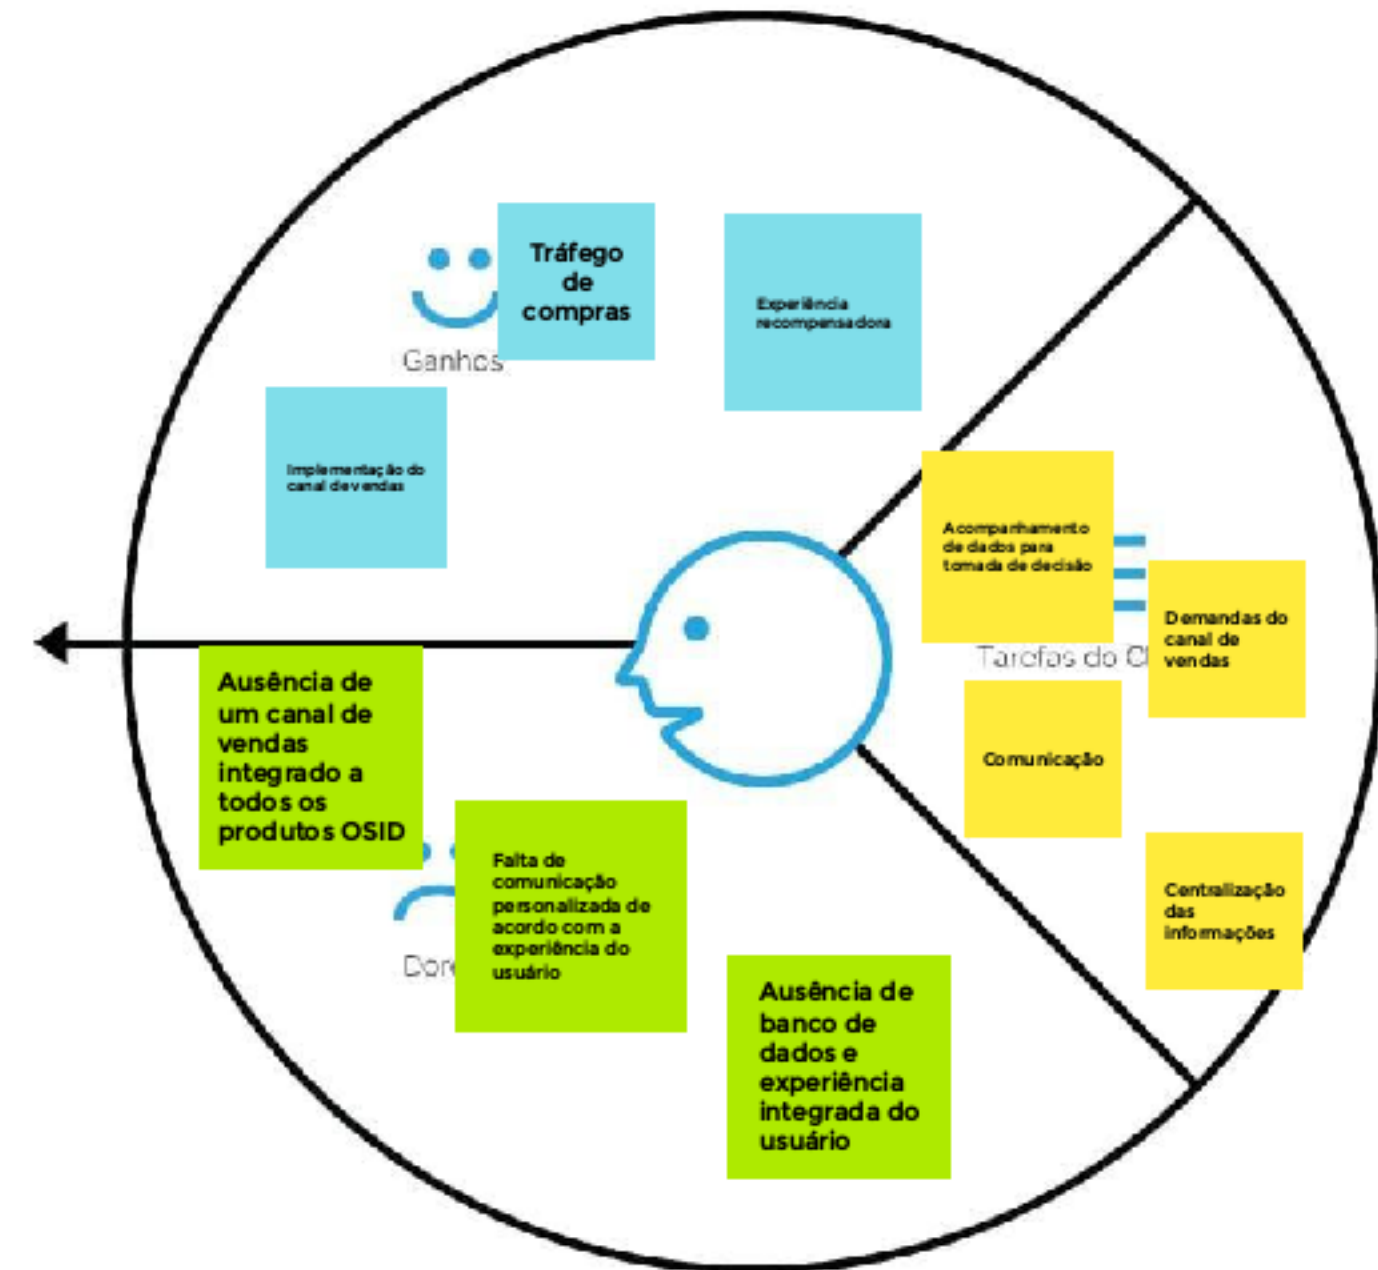 Tráfego
de
compras
Experiência
recompensadora
Ganhos
Implementação do
canal de vendas
Acompanhamento
de dados para
tomada de decisão
Demandas do
canal de
vendas
Tarefas do
Comunicação
Centralização
das
informações
Ausência de
um canal de
vendas
integrado a
todos os
produtos OSID
Falta de
comunicação
personalizada de
acordo com a
experiência do
usuário
Ausência de
banco de
dados e
experiência
integrada do
usuário